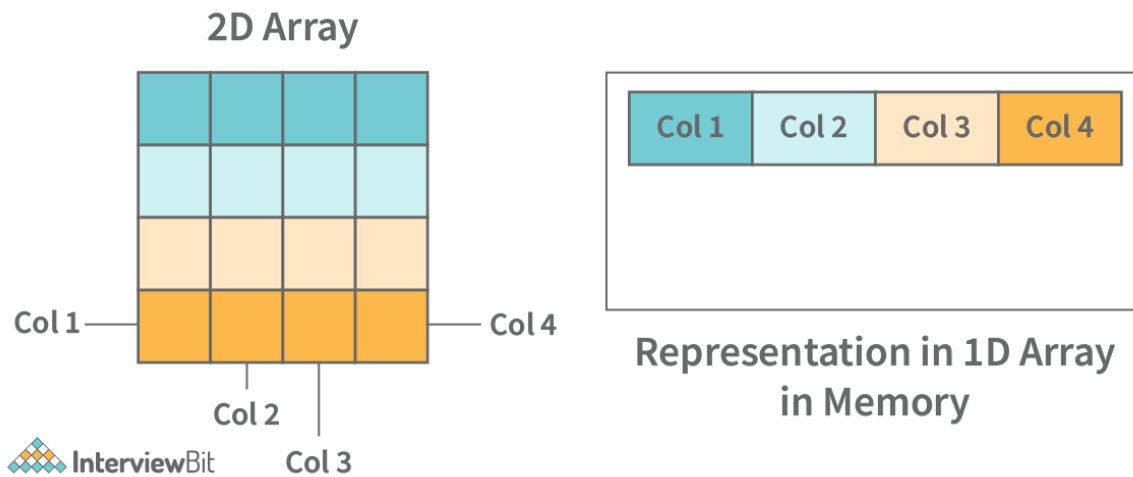 2D Array
Col 1
Col 4
Col 2
Col 3
InterviewBit
Col 1 Col 2 Col 3 Col 4
Representation in 1D Array
in Memory